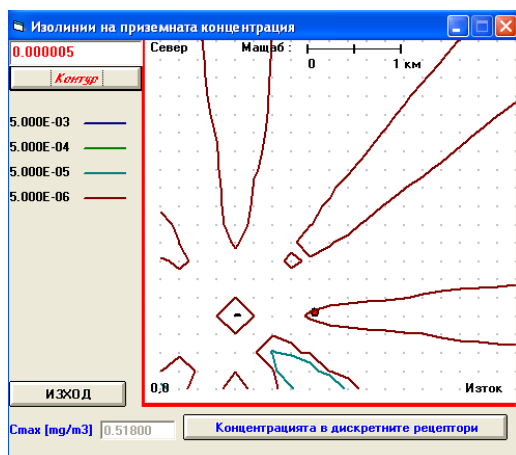 Изолинии на приземната концентрация
0.000005
Север
Мащаб :
0
1 км
Контур
5.000E-03
5.000E-04
5.000E-05
5.000E-06
ИЗХОД
0,0
Изток
Cmax [mg/m3]
0.51800
Концентрацията в дискретните рецептори